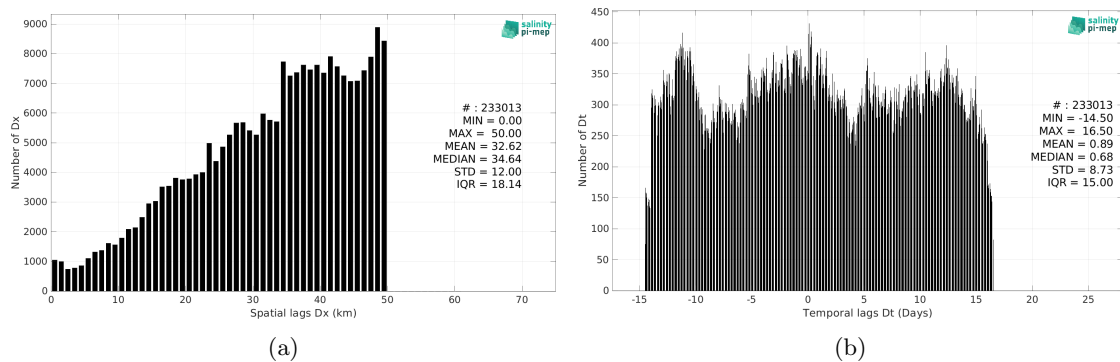 9000
8000
7000
6000
5000
4000
3000
2000
1000
0
Number of Dx
salinity
pi-mep
# : 233013
MIN = 0.00
MAX = 50.00
MEAN = 32.62
MEDIAN = 34.64
STD = 12.00
IQR = 18.14
0 10 20 30 40 50 60 70
Spatial lags Dx (km)
(a)
450
400
350
300
250
200
150
100
50
0
Number of Dt
salinity
pi-mep
# : 233013
MIN = -14.50
MAX = 16.50
MEAN = 0.89
MEDIAN = 0.68
STD = 8.73
IQR = 15.00
-15 -10 -5 0 5 10 15 20 25
Temporal lags Dt (Days)
(b)